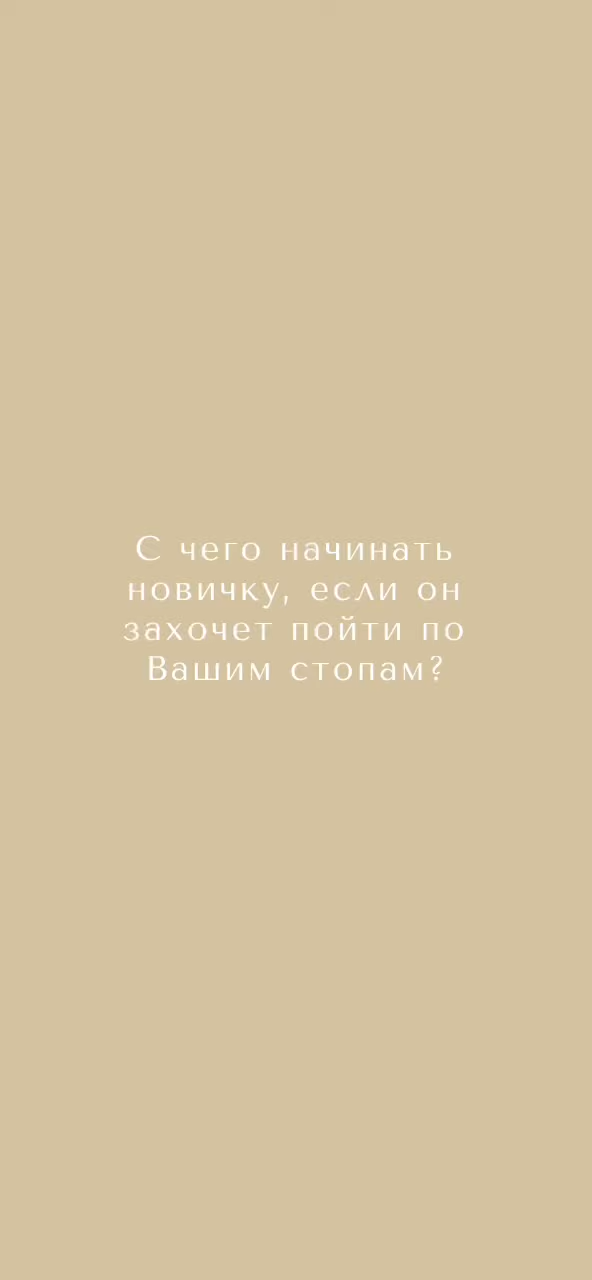 С чего начинать
новичку, если он
захочет пойти по
Вашим стопам?